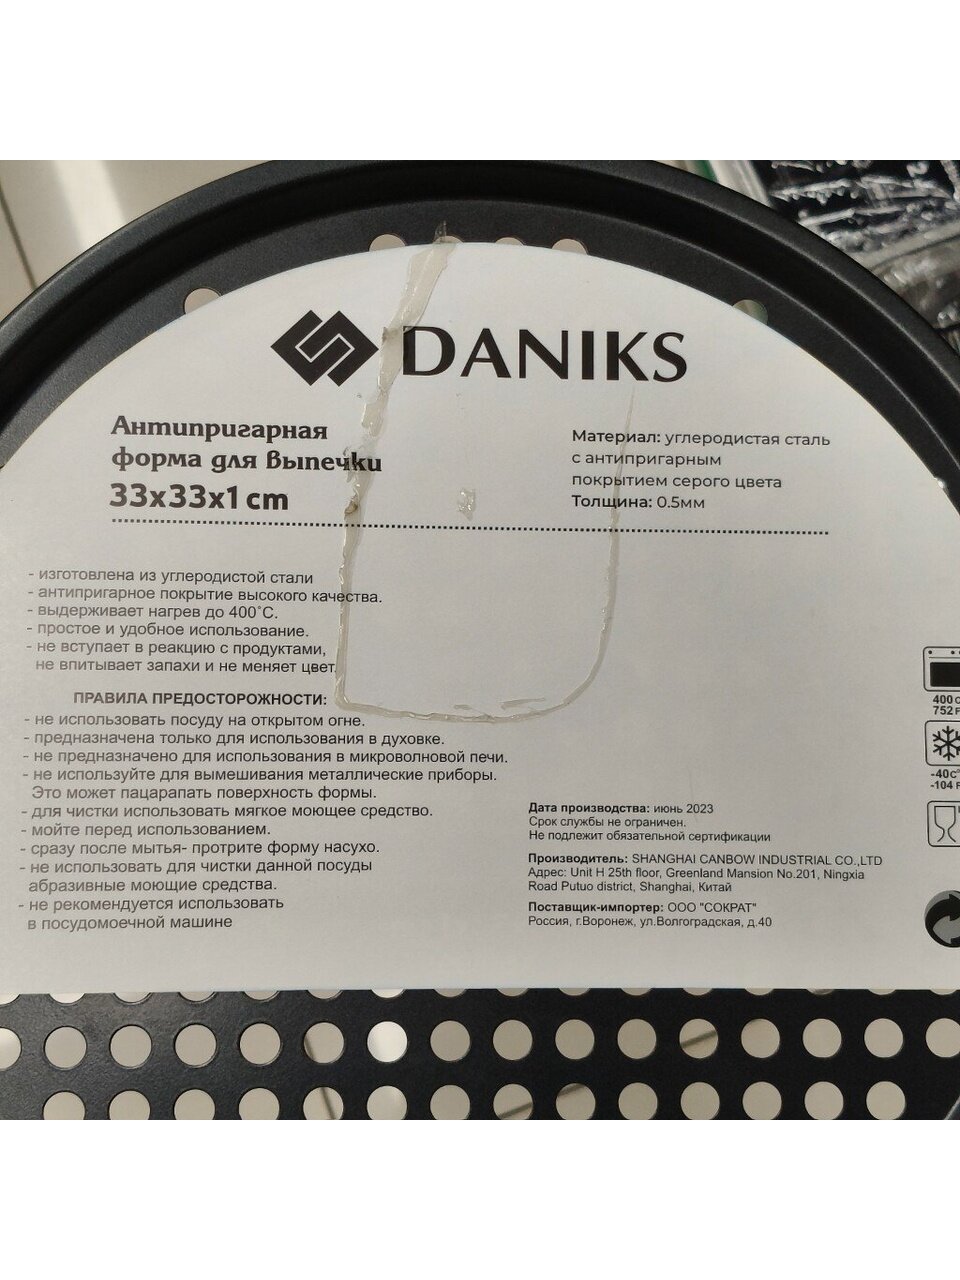 DANIKS
Антипригарная
форма для выпечки
33x33x1 cm
Материал: углеродистая сталь
с антипригарным
покрытием серого цвета
Толщина: 0.5мм
- изготовлена из углеродистой стали
- антипригарное покрытие высокого качества.
- выдерживает нагрев до 400°C.
- простое и удобное использование.
- не вступает в реакцию с продуктами,
не впитывает запахи и не меняет цвет.
ПРАВИЛА ПРЕДОСТОРОЖНОСТИ:
- не использовать посуду на открытом огне.
- предназначена только для использования в духовке.
- не предназначено для использования в микроволновой печи.
- не используйте для вымешивания металлические приборы.
Это может пацарапать поверхность формы.
- для чистки использовать мягкое моющее средство.
- мойте перед использованием.
- сразу после мытья- протрите форму насухо.
- не использовать для чистки данной посуды
абразивные моющие средства.
- не рекомендуется использовать
в посудомоечной машине
Дата производства: июнь 2023
Срок службы не ограничен.
Не подлежит обязательной сертификации
Производитель: SHANGHAI CANBOW INDUSTRIAL CO.,LTD
Адрес: Unit H 25th floor, Greenland Mansion No.201, Ningxia
Road Putuo district, Shanghai, Китай
Поставщик-импортер: ООО "СОКРАТ"
Россия, г.Воронеж, ул.Волгоградская, д.40
400
752 F
-40C°
-104 F